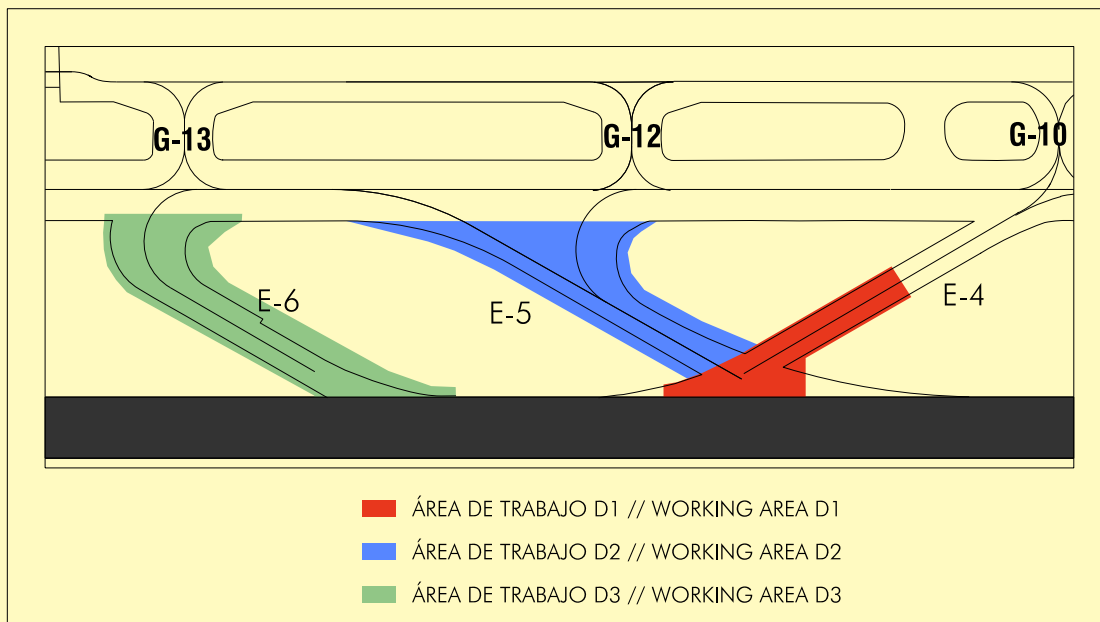 G-13
G-12
G-10
E-6
E-5
E-4
ÁREA DE TRABAJO D1 // WORKING AREA D1
ÁREA DE TRABAJO D2 // WORKING AREA D2
ÁREA DE TRABAJO D3 // WORKING AREA D3